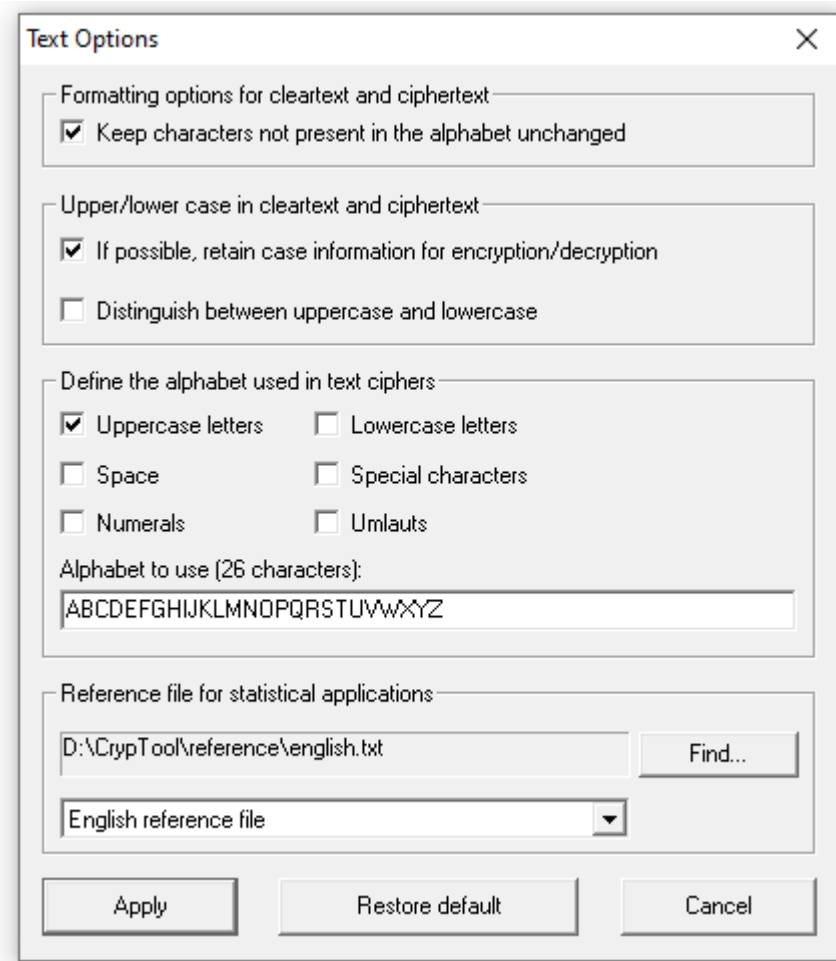 Text Options
Formatting options for cleartext and ciphertext
Keep characters not present in the alphabet unchanged
Upper/lower case in cleartext and ciphertext
If possible, retain case information for encryption/decryption
Distinguish between uppercase and lowercase
Define the alphabet used in text ciphers
Uppercase letters Lowercase letters
Space Special characters
Numerals Umlauts
Alphabet to use (26 characters):
ABCDEFGHIJKLMNOPQRSTUVWXYZ
Reference file for statistical applications
D:\CrypTool\reference\english.txt Find...
English reference file
Apply Restore default Cancel